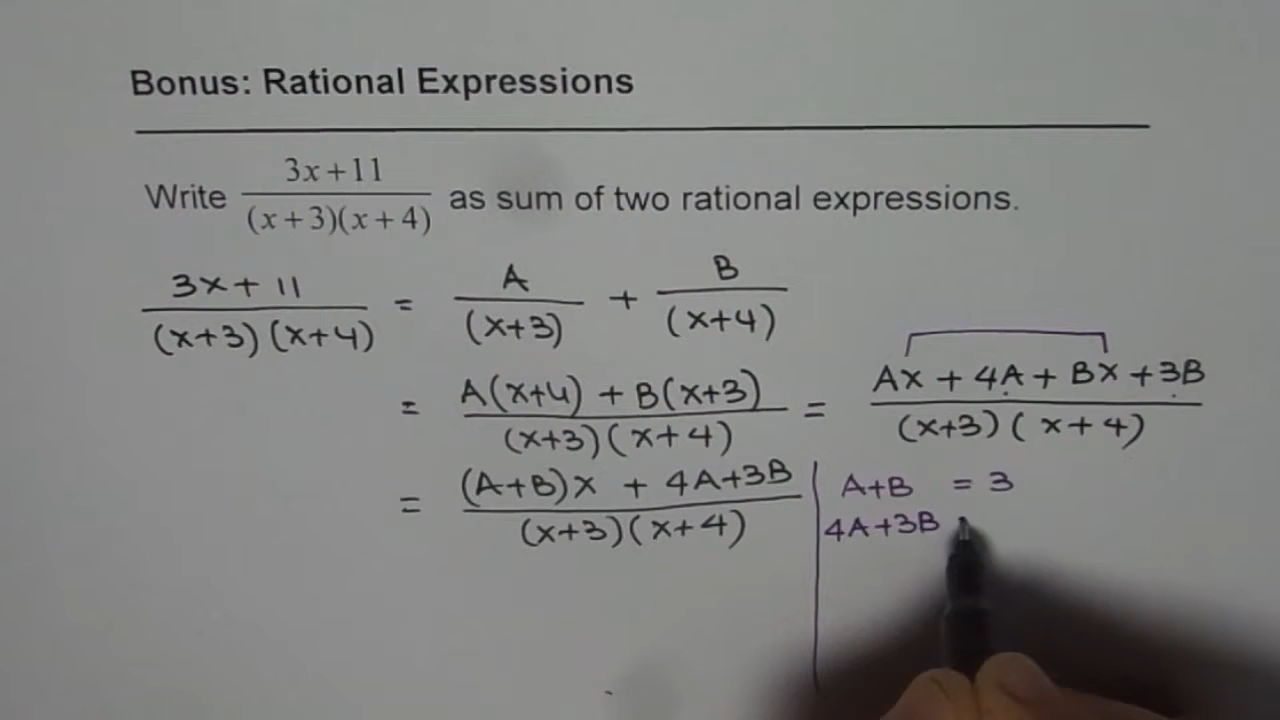 Bonus: Rational Expressions
Write (3x+11)/((x+3)(x+4)) as sum of two rational expressions.
(3x+11)/((x+3)(x+4)) = A/(x+3) + B/(x+4)
= (A(x+4) + B(x+3))/((x+3)(x+4)) = (Ax + 4A + Bx + 3B)/((x+3)(x+4))
= ((A+B)x + 4A+3B)/((x+3)(x+4))
A+B = 3
4A+3B